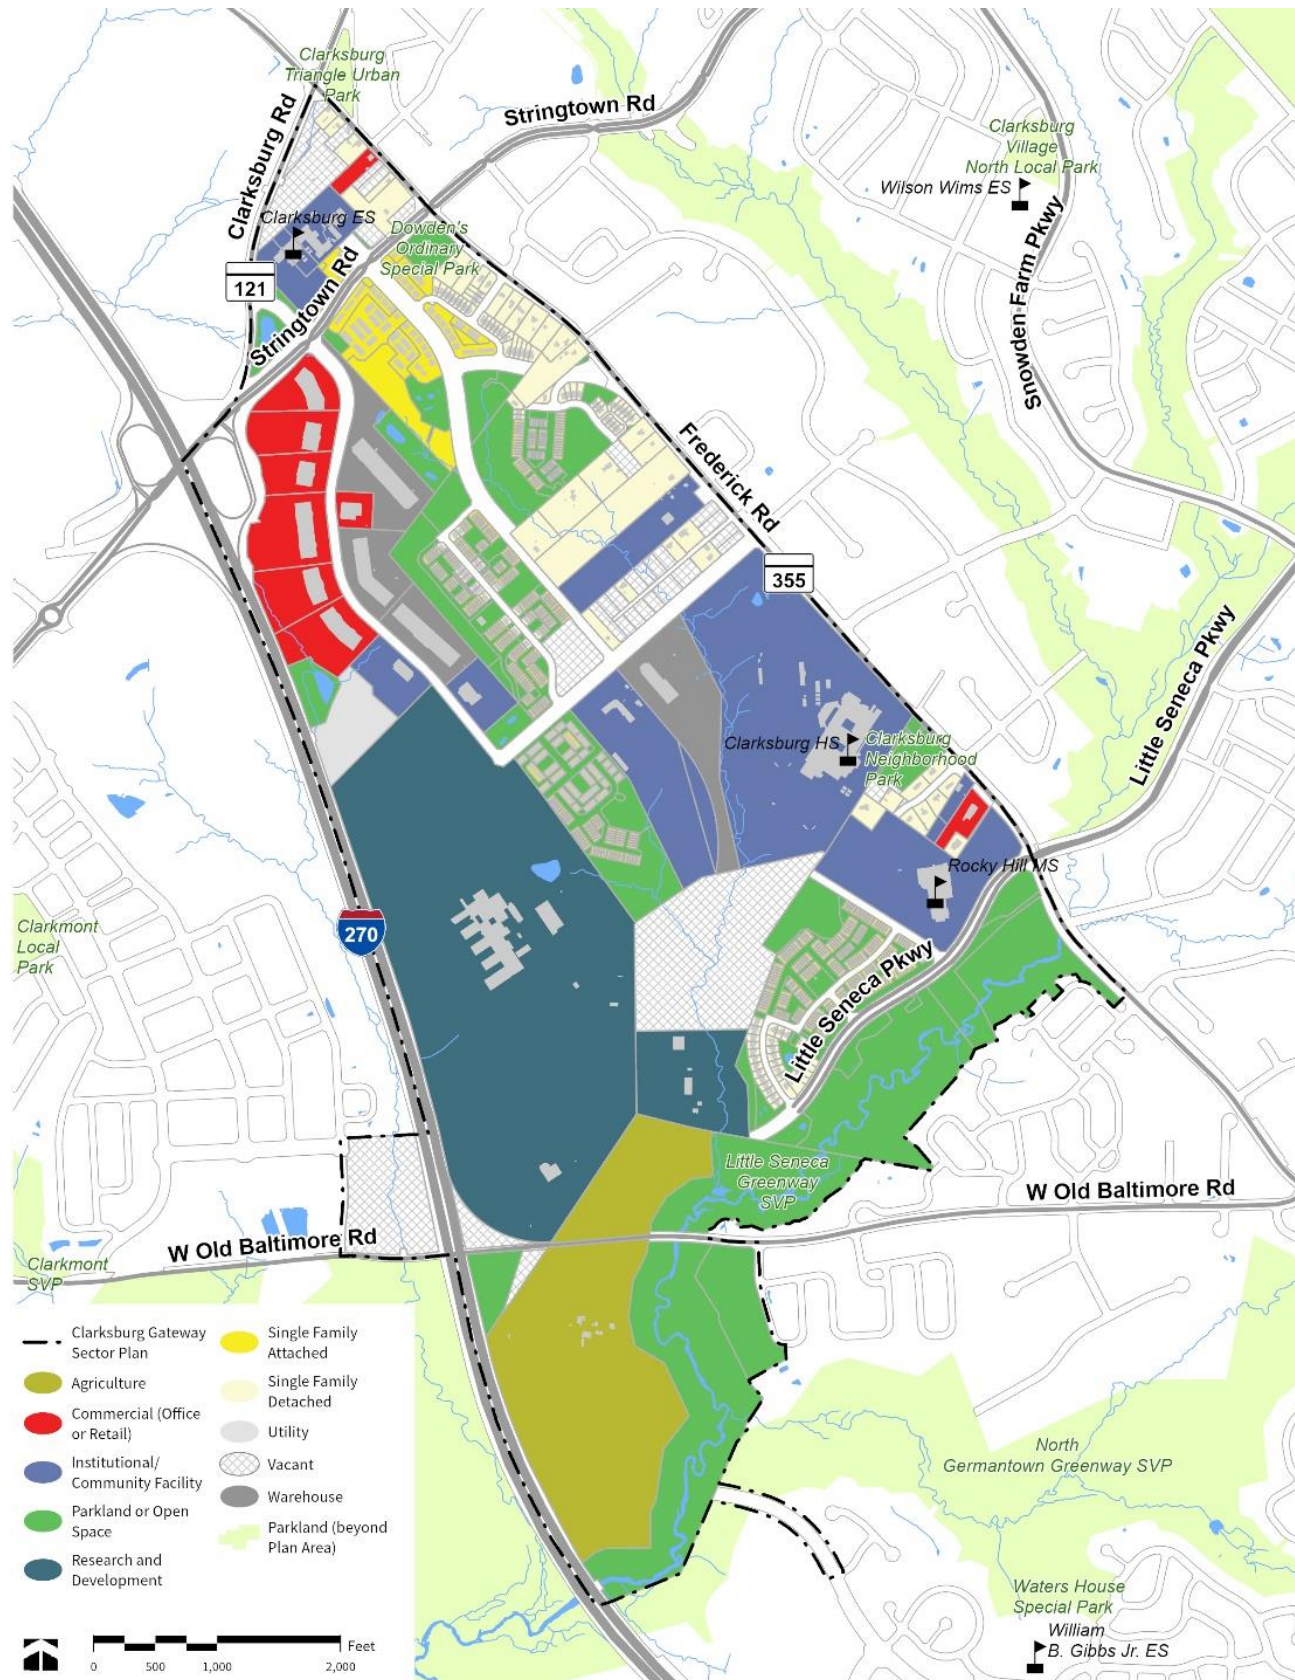 Clarksburg
Triangle Urban
Park
Clarksburg Rd
Stringtown Rd
Clarksburg
Village
North Local Park
Wilson Wims ES
Clarksburg ES
Dowden's
Ordinary
Special Park
121
Stringtown Rd
Snowden Farm Pkwy
Frederick Rd
355
Little Seneca Pkwy
Clarksburg HS
Clarksburg
Neighborhood
Park
Rocky Hill MS
Clarkmont
Local
Park
270
Little Seneca Pkwy
Little Seneca
Greenway
SVP
W Old Baltimore Rd
W Old Baltimore Rd
Clarkmont
SVP
North
Germantown Greenway SVP
Waters House
Special Park
William
B. Gibbs Jr. ES
Clarksburg Gateway
Sector Plan
Agriculture
Commercial (Office
or Retail)
Institutional/
Community Facility
Parkland or Open
Space
Research and
Development
Single Family
Attached
Single Family
Detached
Utility
Vacant
Warehouse
Parkland (beyond
Plan Area)
Feet
0 500 1,000 2,000